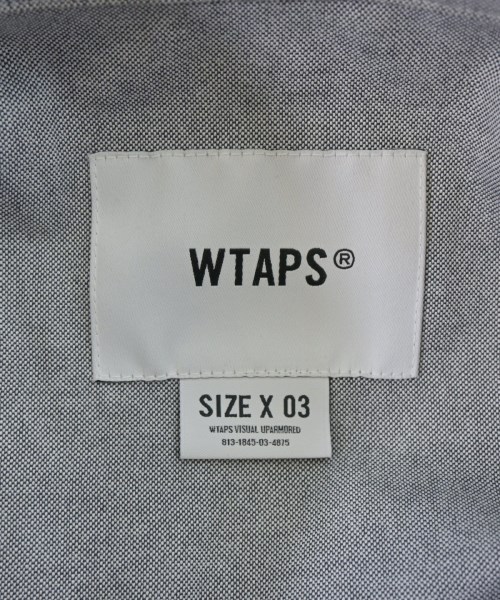 WTAPS®
SIZE X 03
WTAPS VISUAL UPARMORED
813-1845-03-4875